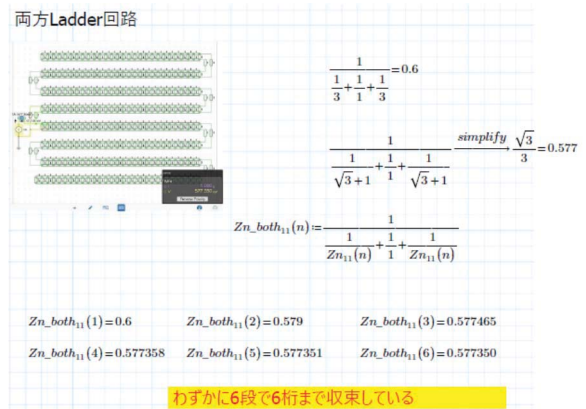 両方Ladder回路
1/(1/3+1/1+1/3)=0.6
1/(1/(√3+1)+1/1+1/(√3+1)) simplify → √3/3=0.577
Zn_both₁₁(n):=1/(1/Zn₁₁(n)+1/1+1/Zn₁₁(n))
Zn_both₁₁(1)=0.6 Zn_both₁₁(2)=0.579 Zn_both₁₁(3)=0.577465
Zn_both₁₁(4)=0.577358 Zn_both₁₁(5)=0.577351 Zn_both₁₁(6)=0.577350
わずかに6段で6桁まで収束している